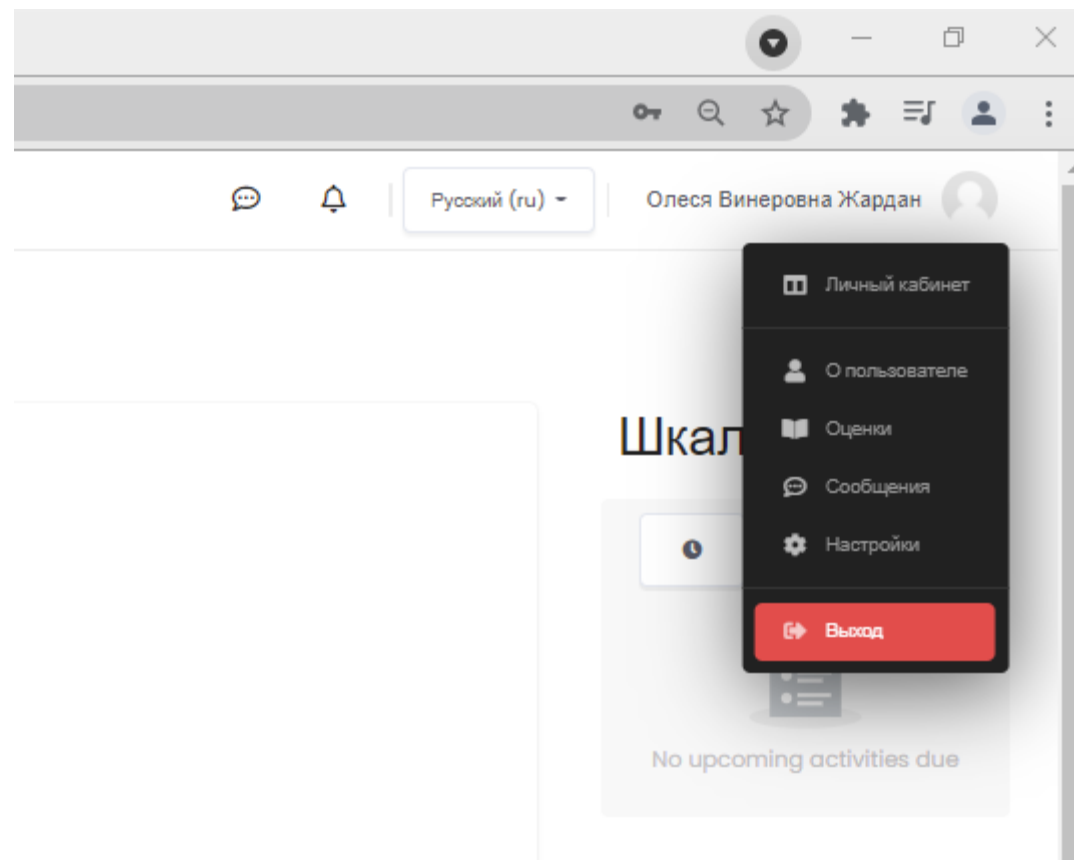 Русский (ru)
Олеся Винеровна Жардан
Личный кабинет
О пользователе
Шкал
Оценки
Сообщения
Настройки
Выход
No upcoming activities due